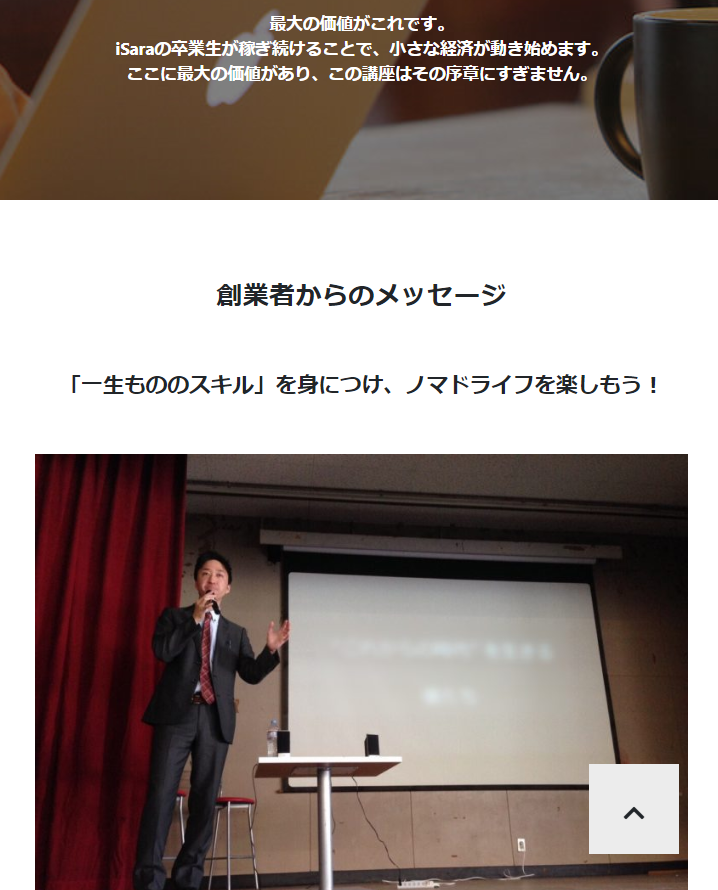 最大の価値がこれです。
iSaraの卒業生が稼ぎ続けることで、小さな経済が動き始めます。
ここに最大の価値があり、この講座はその序章にすぎません。
創業者からのメッセージ
「一生もののスキル」を身につけ、ノマドライフを楽しもう！